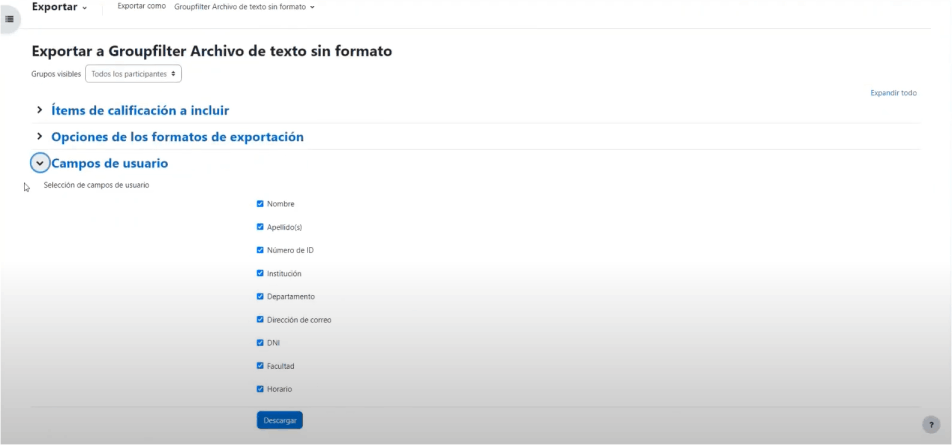 Exportar
Exportar como Groupfilter Archivo de texto sin formato
Exportar a Groupfilter Archivo de texto sin formato
Grupos visibles Todos los participantes
Expandir todo
Ítems de calificación a incluir
Opciones de los formatos de exportación
Campos de usuario
Selección de campos de usuario
Nombre
Apellido(s)
Número de ID
Institución
Departamento
Dirección de correo
DNI
Facultad
Horario
Descargar
?